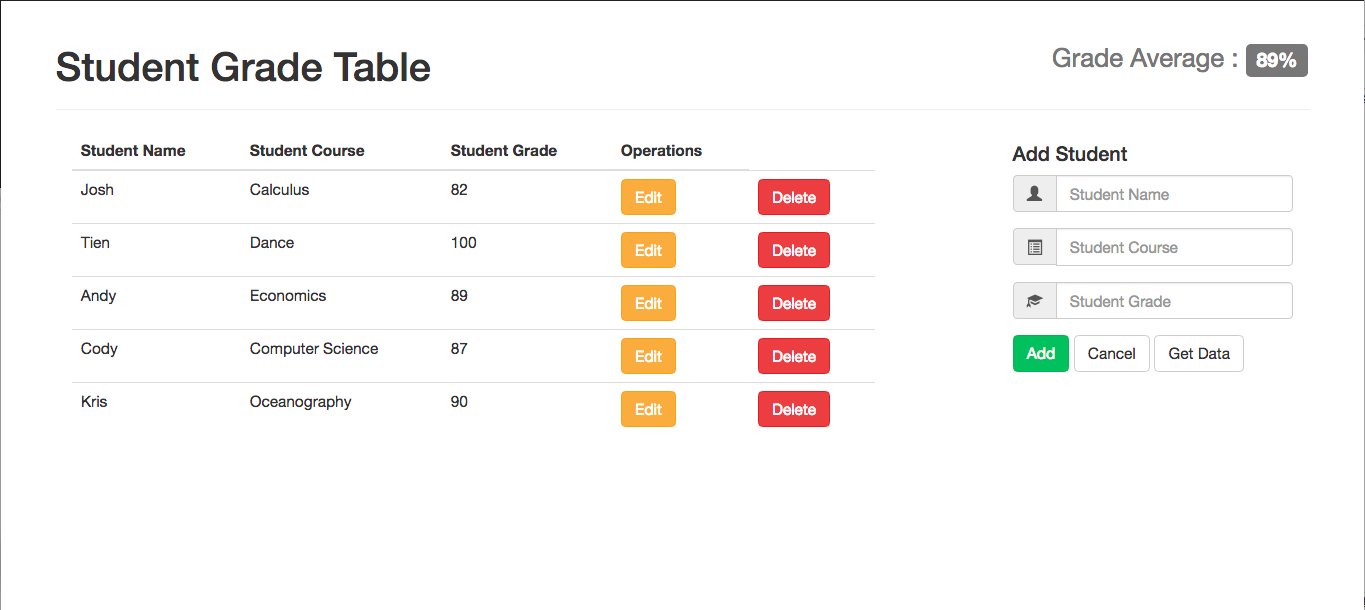 Student Grade Table
Grade Average : 89%
Student Name Student Course Student Grade Operations
Josh Calculus 82 Edit Delete
Tien Dance 100 Edit Delete
Andy Economics 89 Edit Delete
Cody Computer Science 87 Edit Delete
Kris Oceanography 90 Edit Delete
Add Student
Student Name
Student Course
Student Grade
Add Cancel Get Data